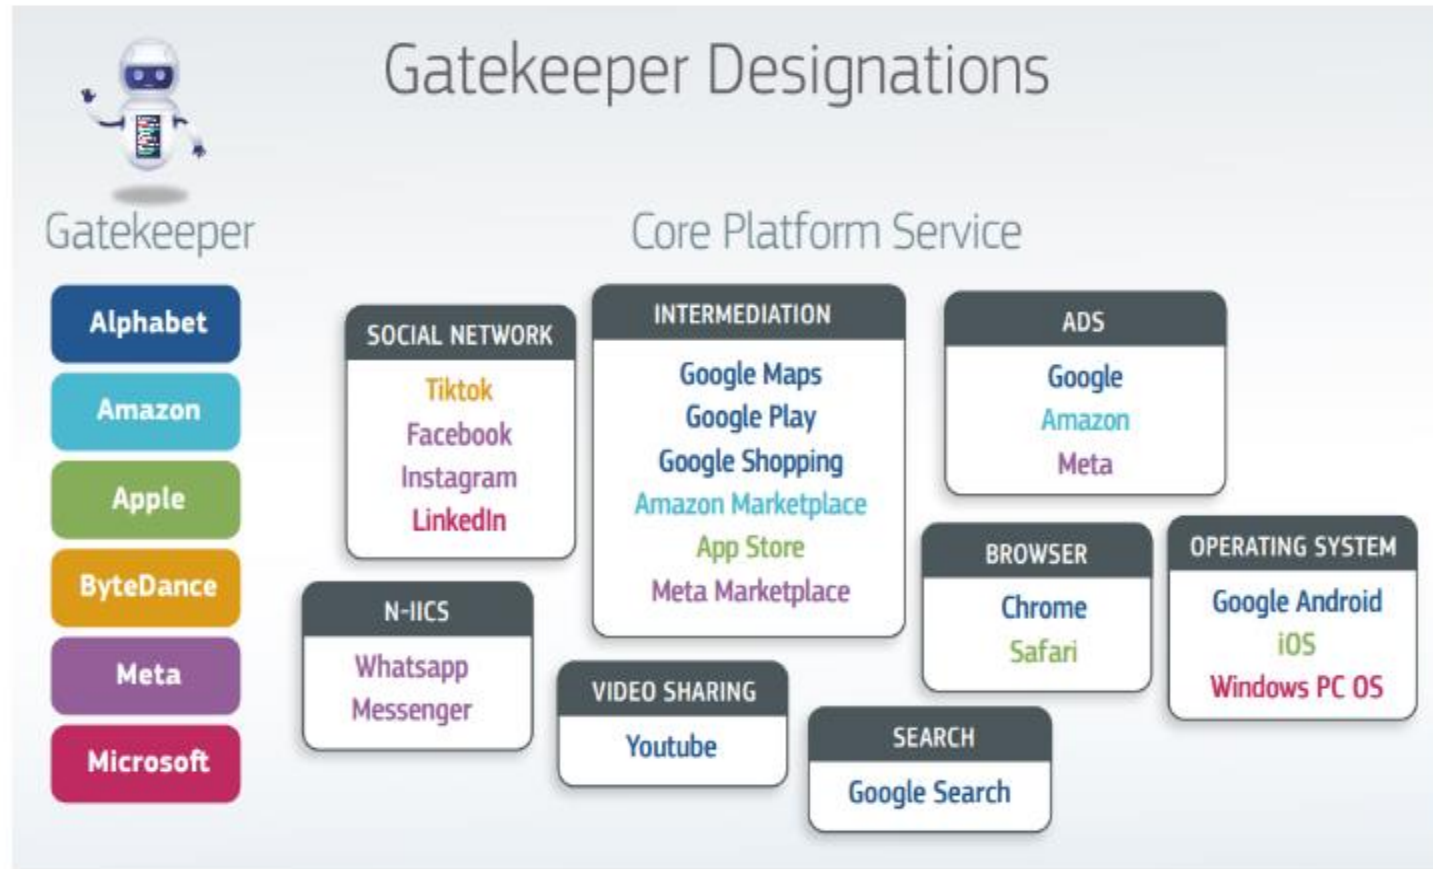 Gatekeeper Designations
Gatekeeper
Core Platform Service
Alphabet
Amazon
Apple
ByteDance
Meta
Microsoft
SOCIAL NETWORK
Tiktok
Facebook
Instagram
LinkedIn
INTERMEDIATION
Google Maps
Google Play
Google Shopping
Amazon Marketplace
App Store
Meta Marketplace
ADS
Google
Amazon
Meta
N-IICS
Whatsapp
Messenger
VIDEO SHARING
Youtube
BROWSER
Chrome
Safari
OPERATING SYSTEM
Google Android
iOS
Windows PC OS
SEARCH
Google Search